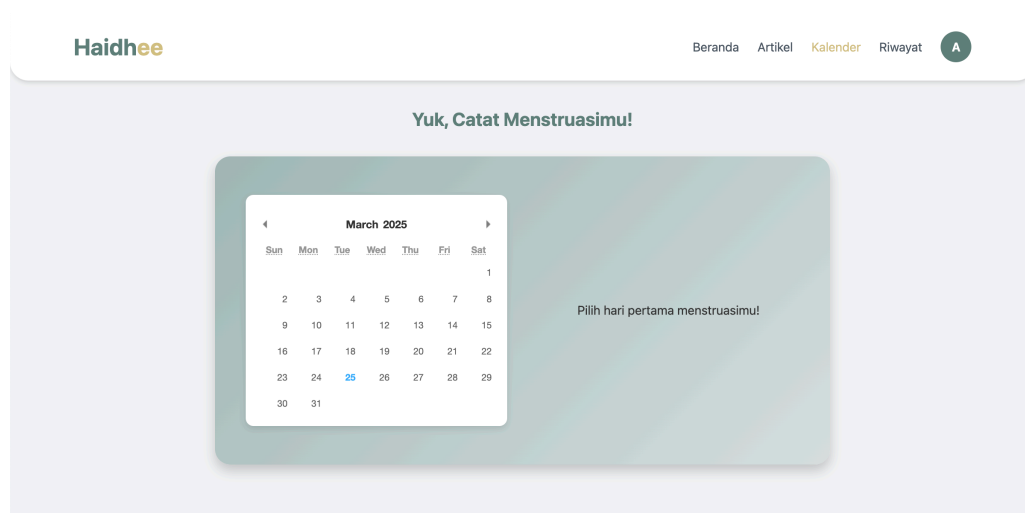 Haidhee
Beranda Artikel Kalender Riwayat A
Yuk, Catat Menstruasimu!
March 2025
Sun Mon Tue Wed Thu Fri Sat
1
2 3 4 5 6 7 8
9 10 11 12 13 14 15
16 17 18 19 20 21 22
23 24 25 26 27 28 29
30 31
Pilih hari pertama menstruasimu!